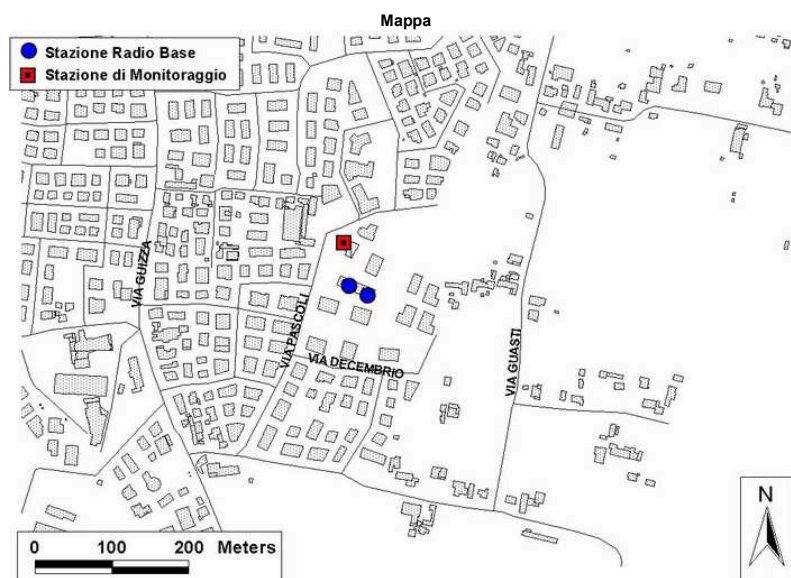 Mappa
Stazione Radio Base
Stazione di Monitoraggio
VIA GUIZZA
VIA PASCOLI
VIA DECEMBRIO
VIA GUASTI
N
0 100 200 Meters